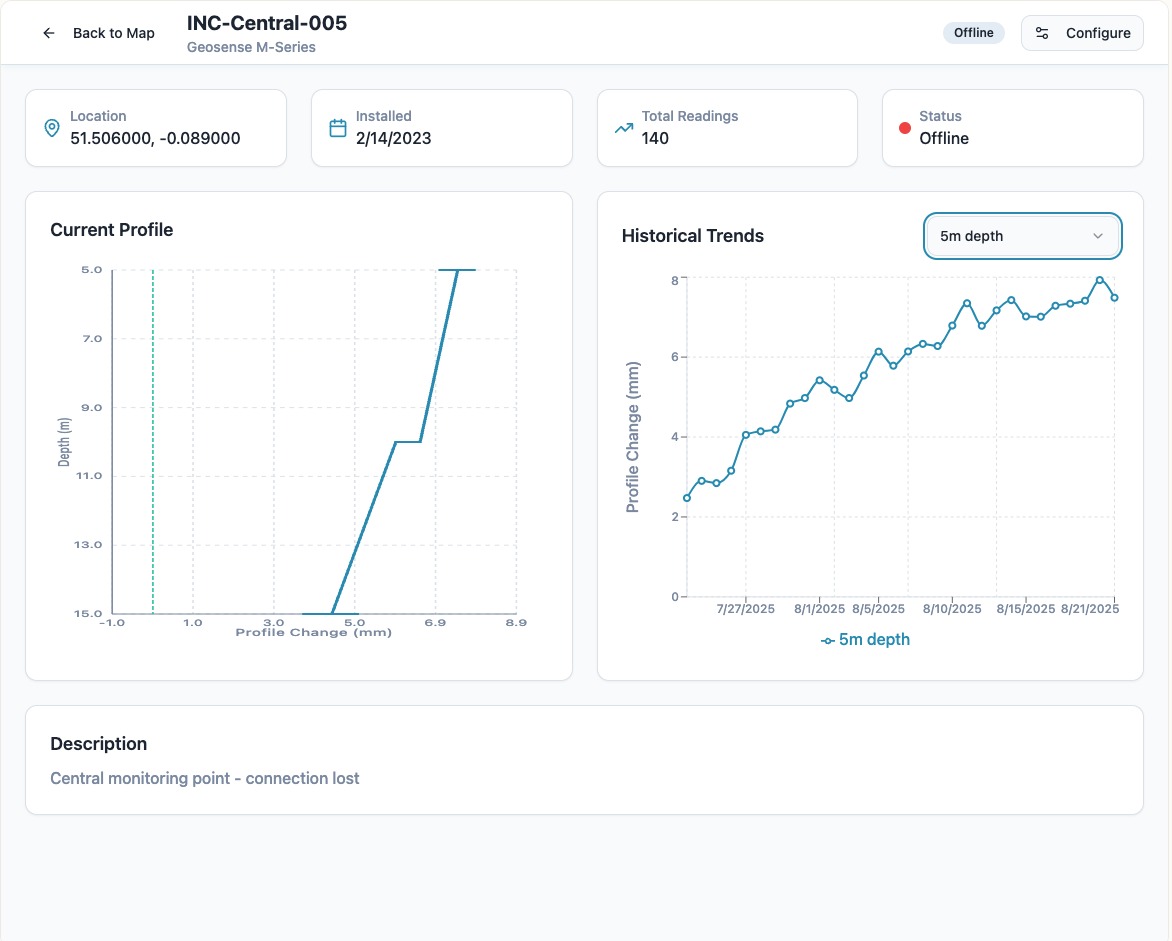 Back to Map
INC-Central-005
Geosense M-Series
Offline
Configure
Location
51.506000, -0.089000
Installed
2/14/2023
Total Readings
140
Status
Offline
Current Profile
5.0
7.0
9.0
11.0
13.0
15.0
Depth (m)
-1.0 1.0 3.0 5.0 6.9 8.9
Profile Change (mm)
Historical Trends
5m depth
8
6
4
2
0
Profile Change (mm)
7/27/2025 8/1/2025 8/5/2025 8/10/2025 8/15/2025 8/21/2025
5m depth
Description
Central monitoring point - connection lost